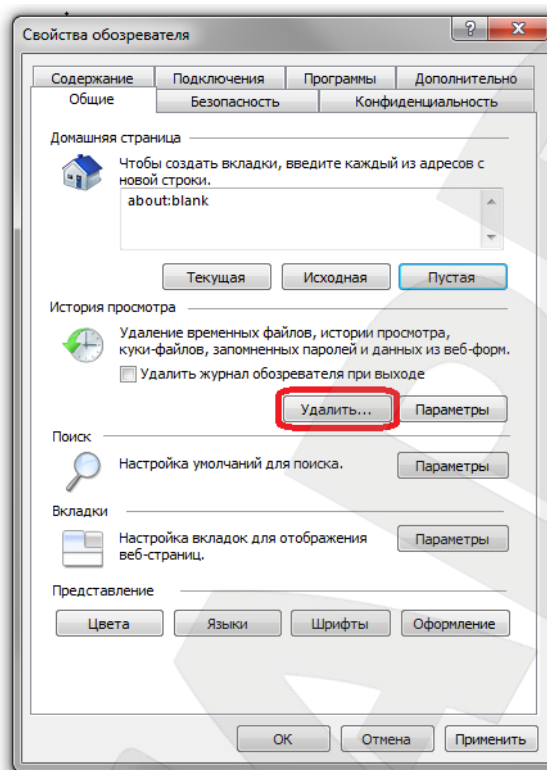 Свойства обозревателя
Содержание Подключения Программы Дополнительно
Общие Безопасность Конфиденциальность
Домашняя страница
Чтобы создать вкладки, введите каждый из адресов с
новой строки.
about:blank
Текущая Исходная Пустая
История просмотра
Удаление временных файлов, истории просмотра,
куки-файлов, запомненных паролей и данных из веб-форм.
Удалить журнал обозревателя при выходе
Удалить... Параметры
Поиск
Настройка умолчаний для поиска. Параметры
Вкладки
Настройка вкладок для отображения Параметры
веб-страниц.
Представление
Цвета Языки Шрифты Оформление
ОК Отмена Применить